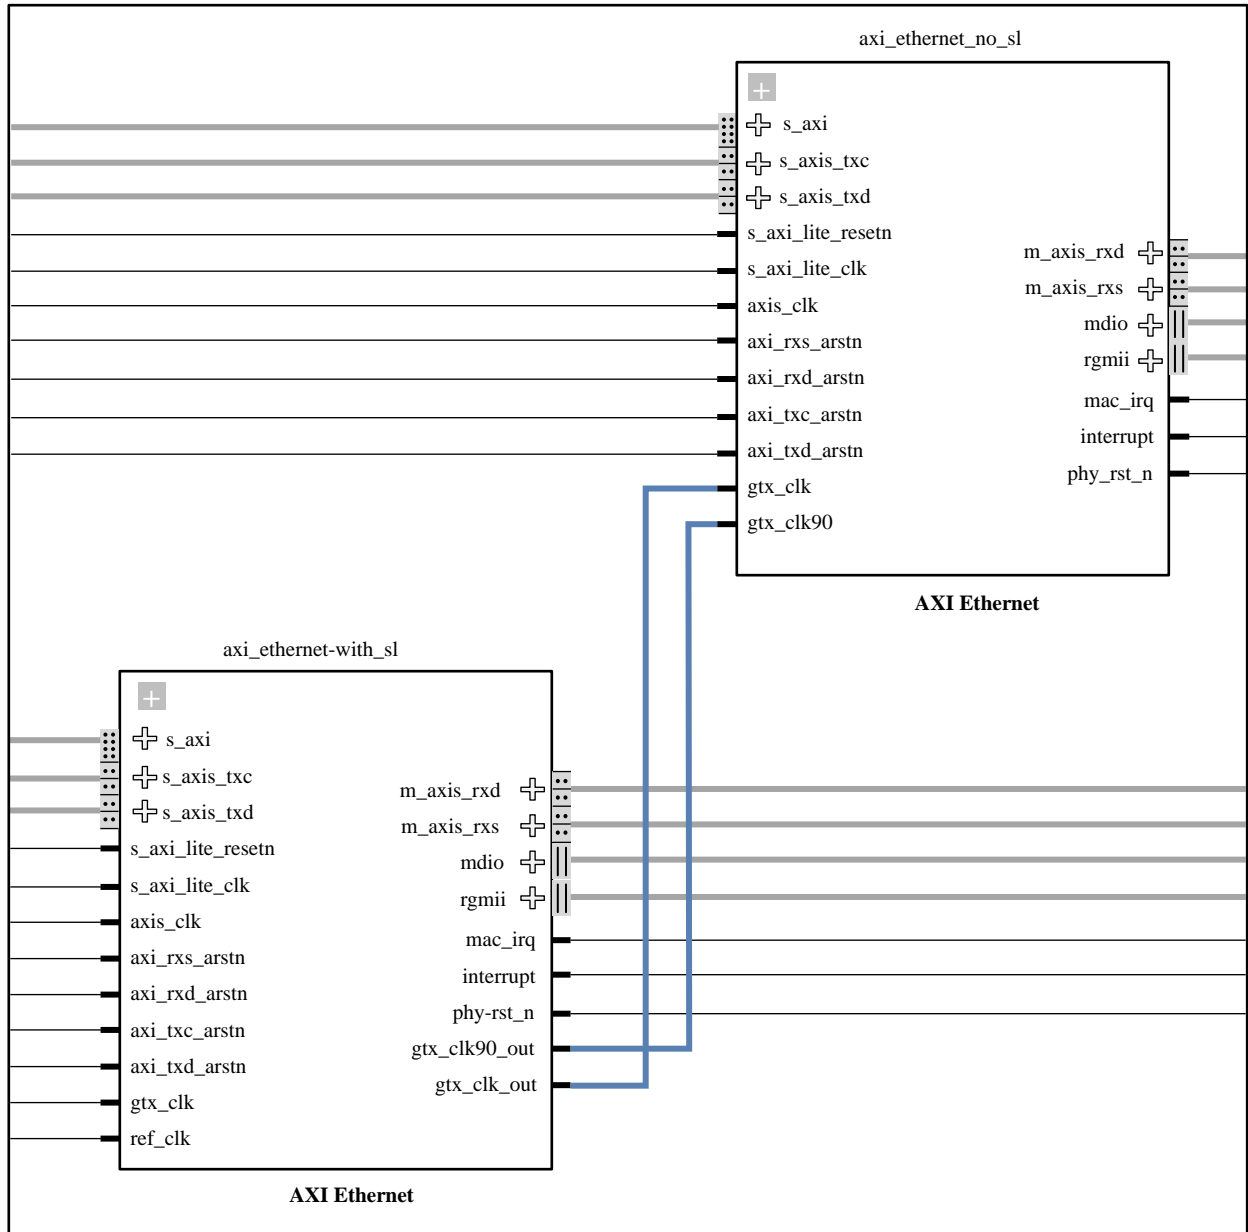 axi_ethernet_no_sl
s_axi
s_axis_txc
s_axis_txd
s_axi_lite_resetn
s_axi_lite_clk
axis_clk
axi_rxs_arstn
axi_rxd_arstn
axi_txc_arstn
axi_txd_arstn
gtx_clk
gtx_clk90
m_axis_rxd
m_axis_rxs
mdio
rgmii
mac_irq
interrupt
phy_rst_n
AXI Ethernet
axi_ethernet-with_sl
s_axi
s_axis_txc
s_axis_txd
s_axi_lite_resetn
s_axi_lite_clk
axis_clk
axi_rxs_arstn
axi_rxd_arstn
axi_txc_arstn
axi_txd_arstn
gtx_clk
ref_clk
m_axis_rxd
m_axis_rxs
mdio
rgmii
mac_irq
interrupt
phy-rst_n
gtx_clk90_out
gtx_clk_out
AXI Ethernet